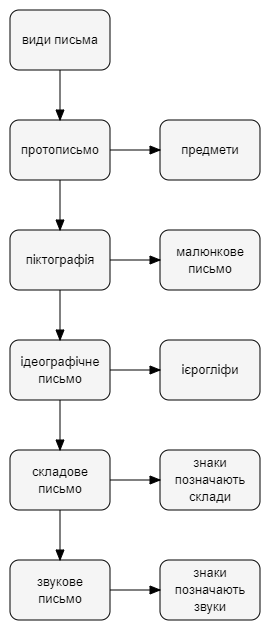 види письма
протописьмо
предмети
піктографія
малюнкове
письмо
ідеографічне
письмо
ієрогліфи
складове
письмо
знаки
позначають
склади
звукове
письмо
знаки
позначають
звуки